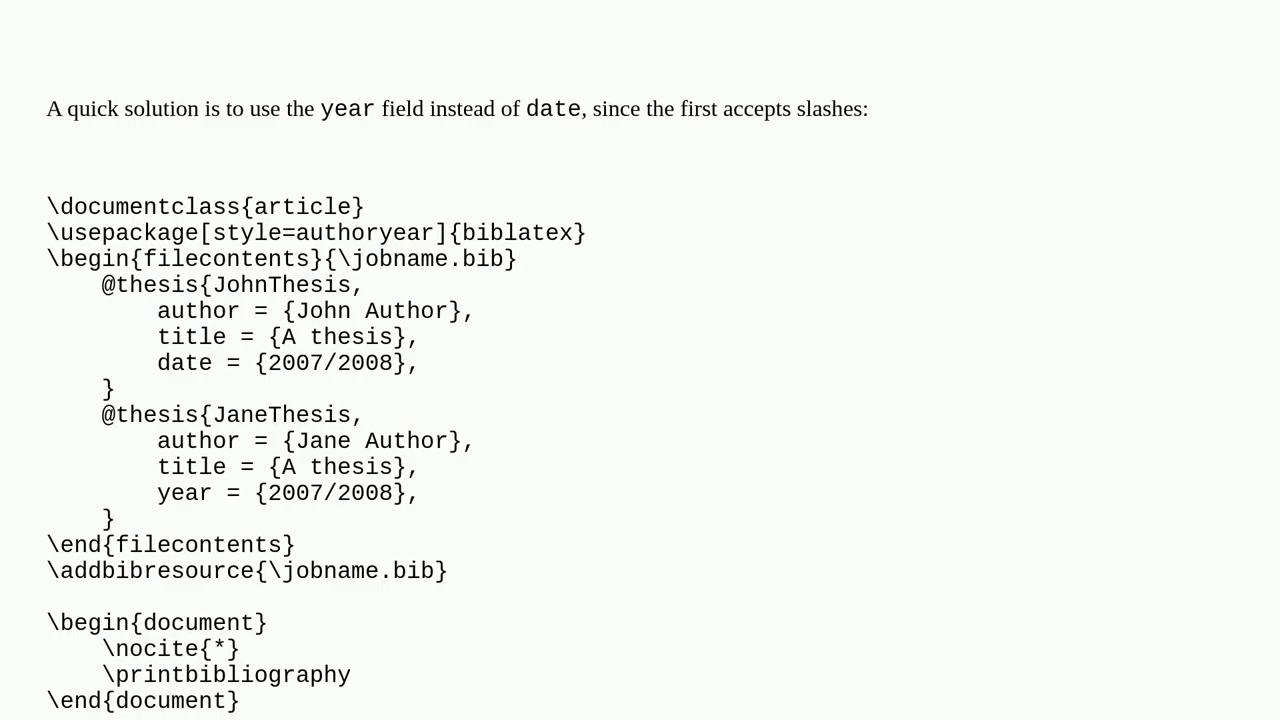 A quick solution is to use the year field instead of date, since the first accepts slashes:
\documentclass{article}
\usepackage[style=authoryear]{biblatex}
\begin{filecontents}{\jobname.bib}
    @thesis{JohnThesis,
        author = {John Author},
        title = {A thesis},
        date = {2007/2008},
    }
    @thesis{JaneThesis,
        author = {Jane Author},
        title = {A thesis},
        year = {2007/2008},
    }
\end{filecontents}
\addbibresource{\jobname.bib}

\begin{document}
    \nocite{*}
    \printbibliography
\end{document}